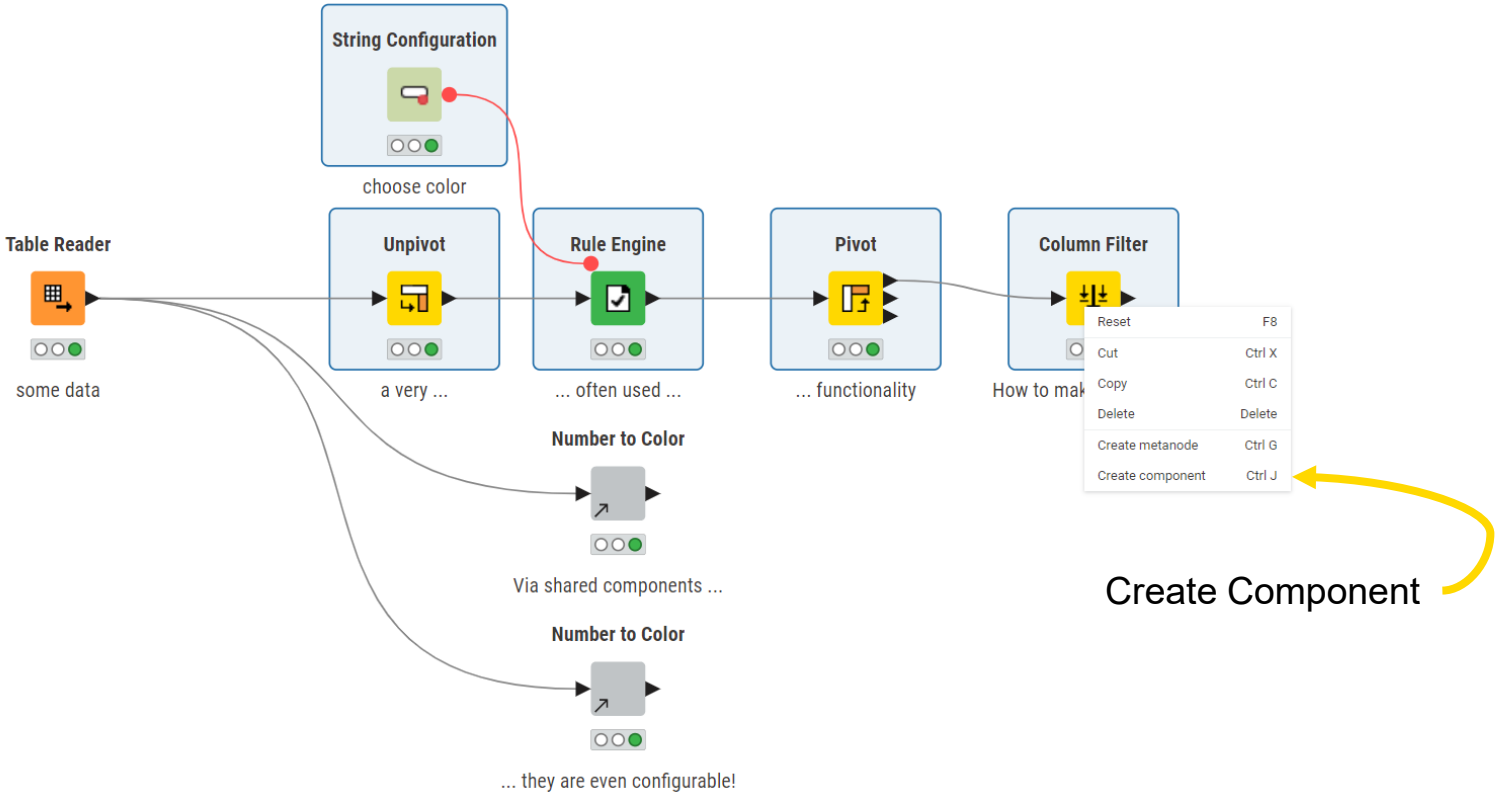 String Configuration
choose color
Table Reader
some data
Unpivot
a very ...
Rule Engine
... often used ...
Pivot
... functionality
Column Filter
How to mak
Reset F8
Cut Ctrl X
Copy Ctrl C
Delete Delete
Create metanode Ctrl G
Create component Ctrl J
Create Component
Number to Color
Via shared components ...
Number to Color
... they are even configurable!